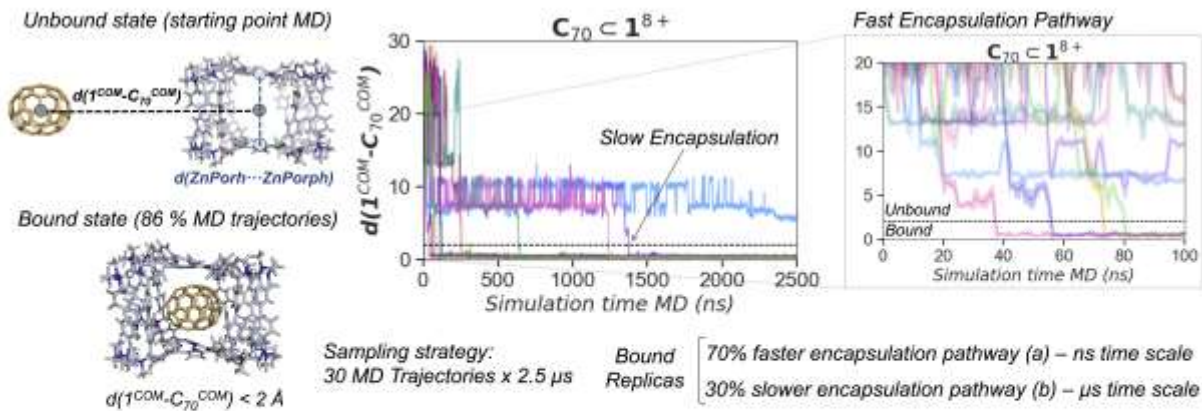 Unbound state (starting point MD)
d(1^COM-C₇₀^COM)
d(ZnPorh···ZnPorph)
Bound state (86 % MD trajectories)
d(1^COM-C₇₀^COM) < 2 Å
C₇₀ ⊂ 1⁸⁺
d(1^COM-C₇₀^COM)
30
20
10
0
Slow Encapsulation
0 500 1000 1500 2000 2500
Simulation time MD (ns)
Fast Encapsulation Pathway
C₇₀ ⊂ 1⁸⁺
20
15
10
5
0
Unbound
Bound
0 20 40 60 80 100
Simulation time MD (ns)
Sampling strategy:
30 MD Trajectories x 2.5 µs
Bound
Replicas
70% faster encapsulation pathway (a) – ns time scale
30% slower encapsulation pathway (b) – µs time scale